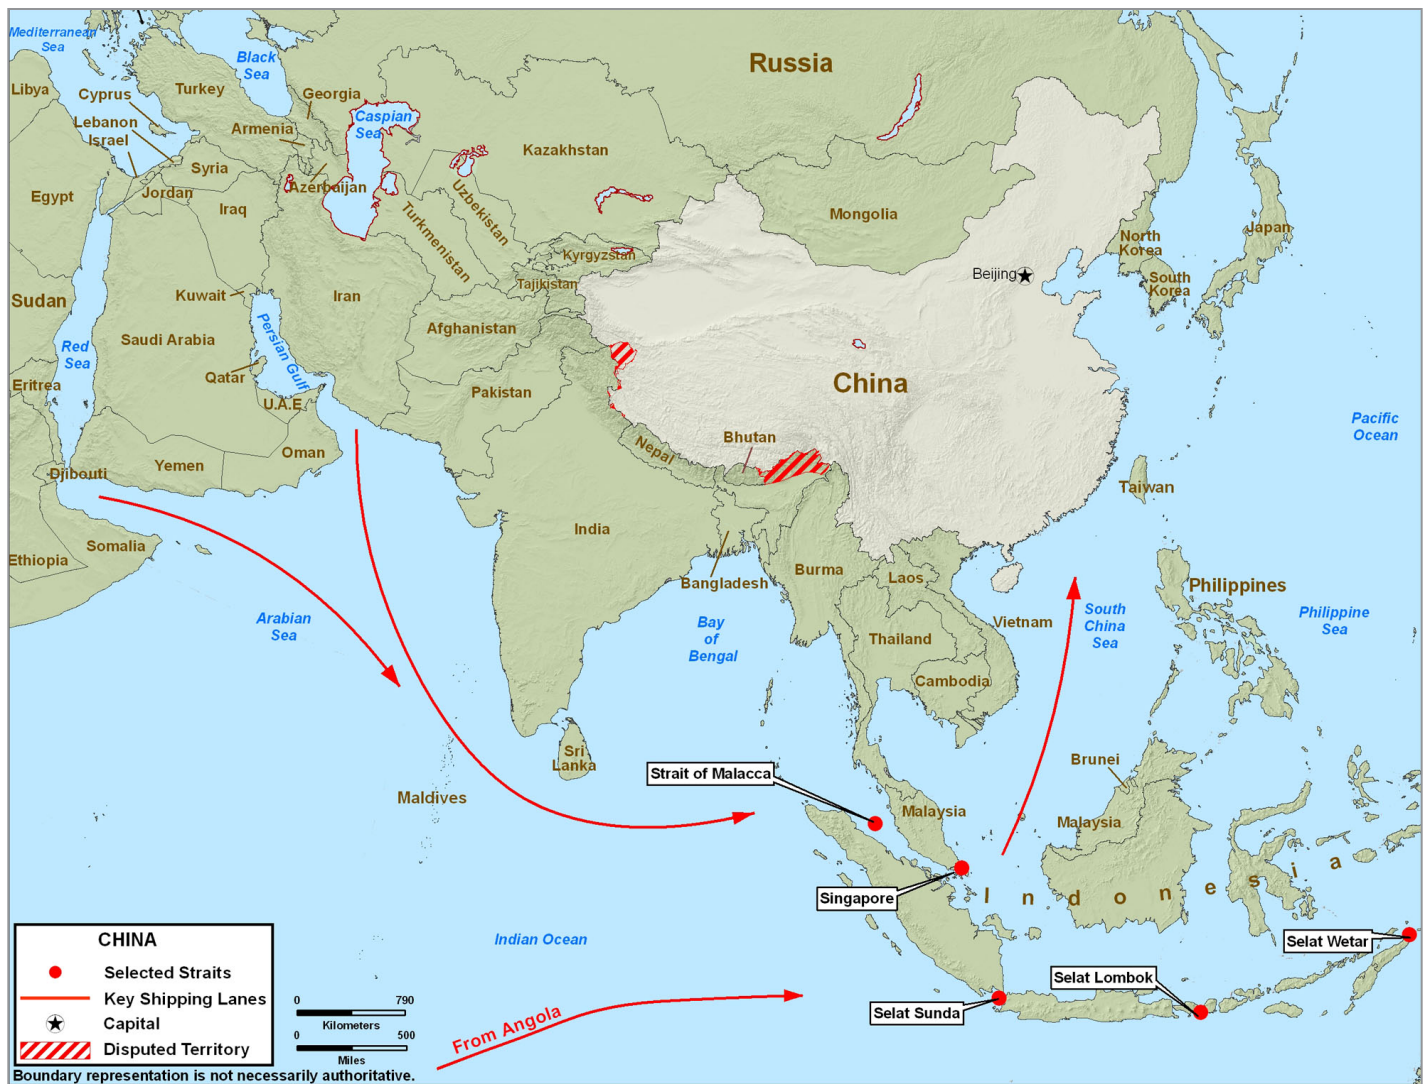 Mediterranean
Sea
Black
Sea
Russia
Libya
Cyprus
Turkey
Georgia
Lebanon
Israel
Armenia
Caspian
Sea
Kazakhstan
Syria
Azerbaijan
Egypt
Jordan
Iraq
Uzbekistan
Turkmenistan
Mongolia
North
Korea
Japan
Kyrgyzstan
Tajikistan
Beijing
South
Korea
Sudan
Kuwait
Iran
Afghanistan
Red
Sea
Saudi Arabia
Persian Gulf
Qatar
Eritrea
U.A.E.
Pakistan
China
Pacific
Ocean
Djibouti
Yemen
Oman
Nepal
Bhutan
Taiwan
Ethiopia
Somalia
India
Bangladesh
Burma
Laos
Philippines
Arabian
Sea
Bay
of
Bengal
Vietnam
South
China
Sea
Philippine
Sea
Thailand
Cambodia
Sri
Lanka
Strait of Malacca
Brunei
Maldives
Malaysia
Malaysia
Singapore
Indonesia
Indian Ocean
Selat Wetar
Selat Lombok
Selat Sunda
From Angola
CHINA
Selected Straits
Key Shipping Lanes
Capital
Disputed Territory
0 790
Kilometers
0 500
Miles
Boundary representation is not necessarily authoritative.